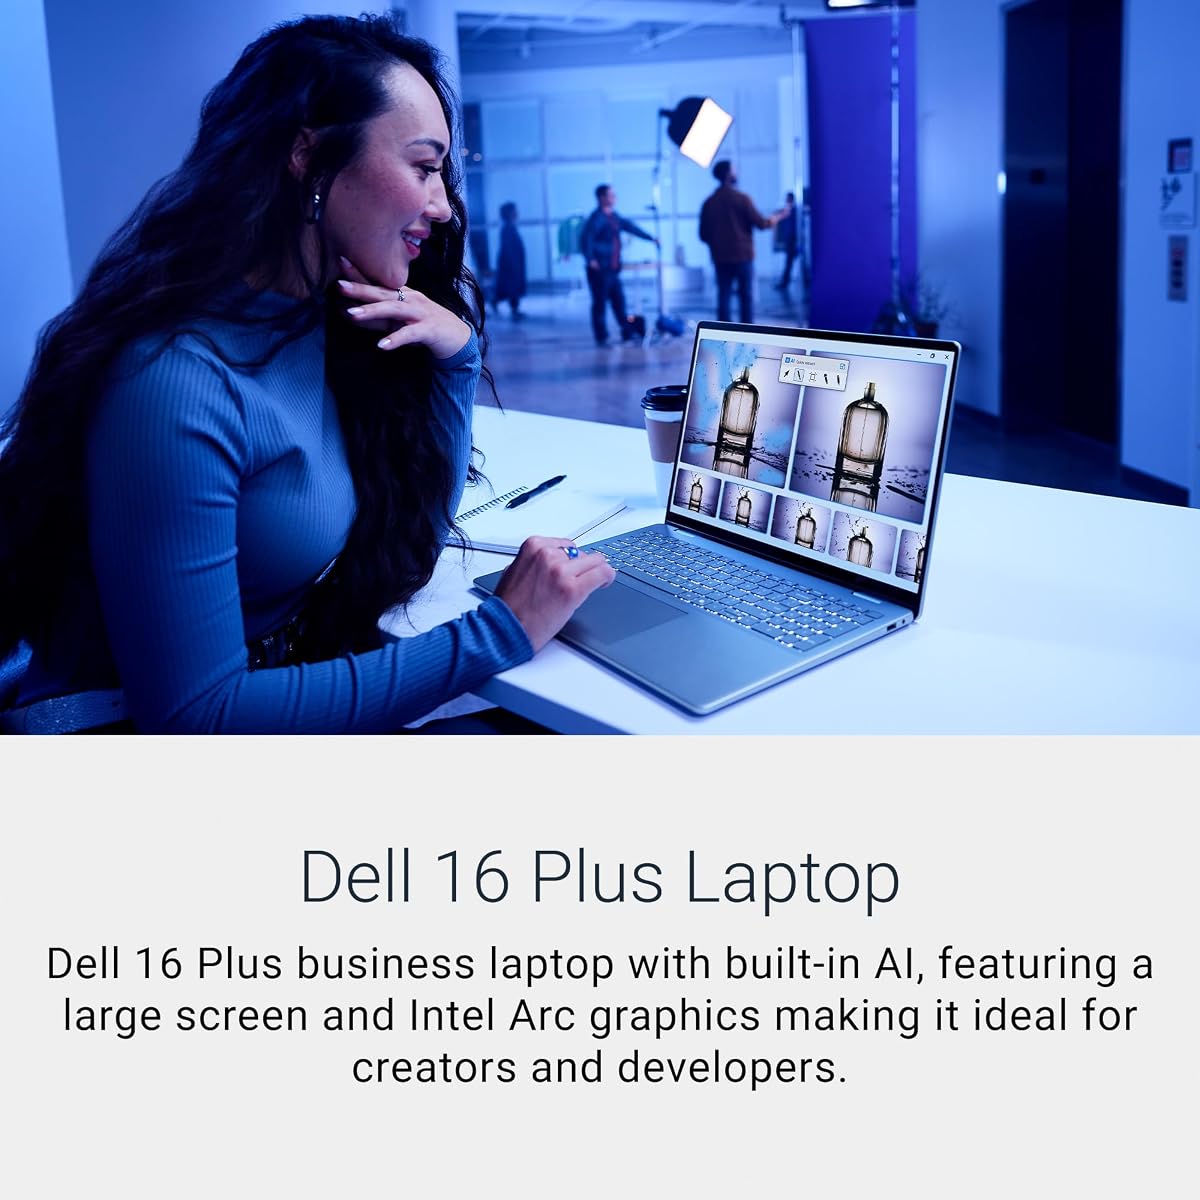 Dell 16 Plus Laptop
Dell 16 Plus business laptop with built-in AI, featuring a
large screen and Intel Arc graphics making it ideal for
creators and developers.